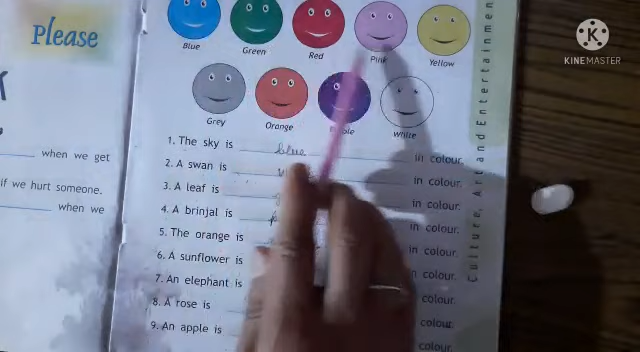 Please
K
KINEMASTER
Blue Green Red Pink Yellow
Grey Orange White
Culture, Art and Entertainment
when we get
if we hurt someone.
when we
1. The sky is blue in colour.
2. A swan is in colour.
3. A leaf is in colour.
4. A brinjal is in colour.
5. The orange is in colour.
6. A sunflower is colour.
7. An elephant is colour.
8. A rose is colour.
9. An apple is colour.
colour.